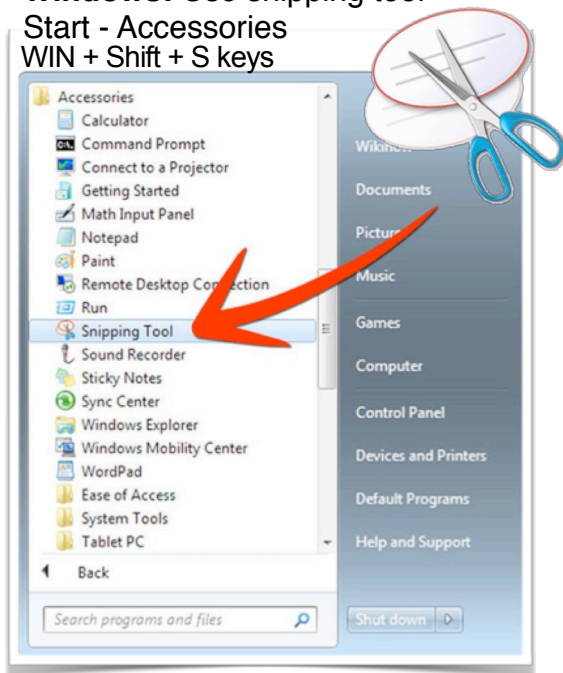 Start - Accessories
WIN + Shift + S keys
Accessories
Calculator
Command Prompt
Connect to a Projector
Getting Started
Math Input Panel
Notepad
Paint
Remote Desktop
Run
Snipping Tool
Sound Recorder
Sticky Notes
Sync Center
Windows Explorer
Windows Mobility Center
WordPad
Ease of Access
System Tools
Tablet PC
Back
Search programs and files
Documents
Music
Games
Computer
Control Panel
Devices and Printers
Default Programs
Help and Support
Shut down